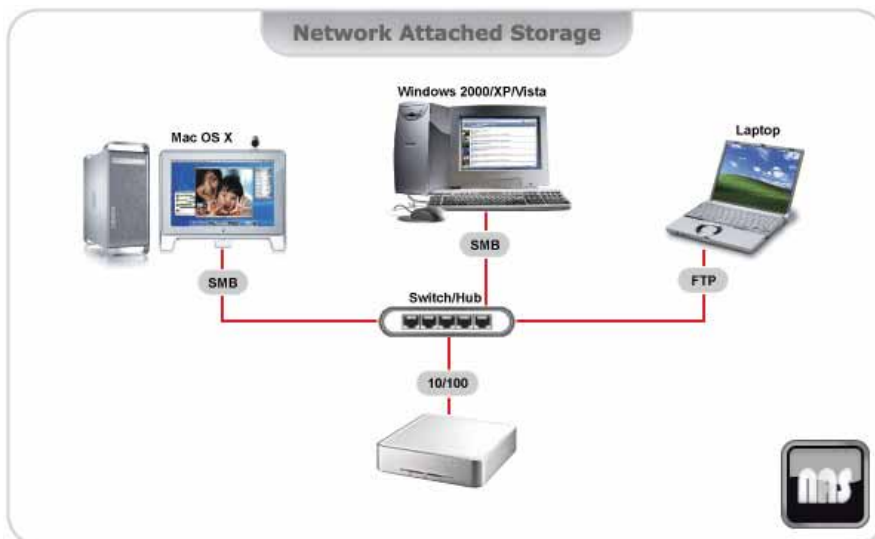 Network Attached Storage
Windows 2000/XP/Vista
Mac OS X
Laptop
SMB
SMB
FTP
Switch/Hub
10/100
nas